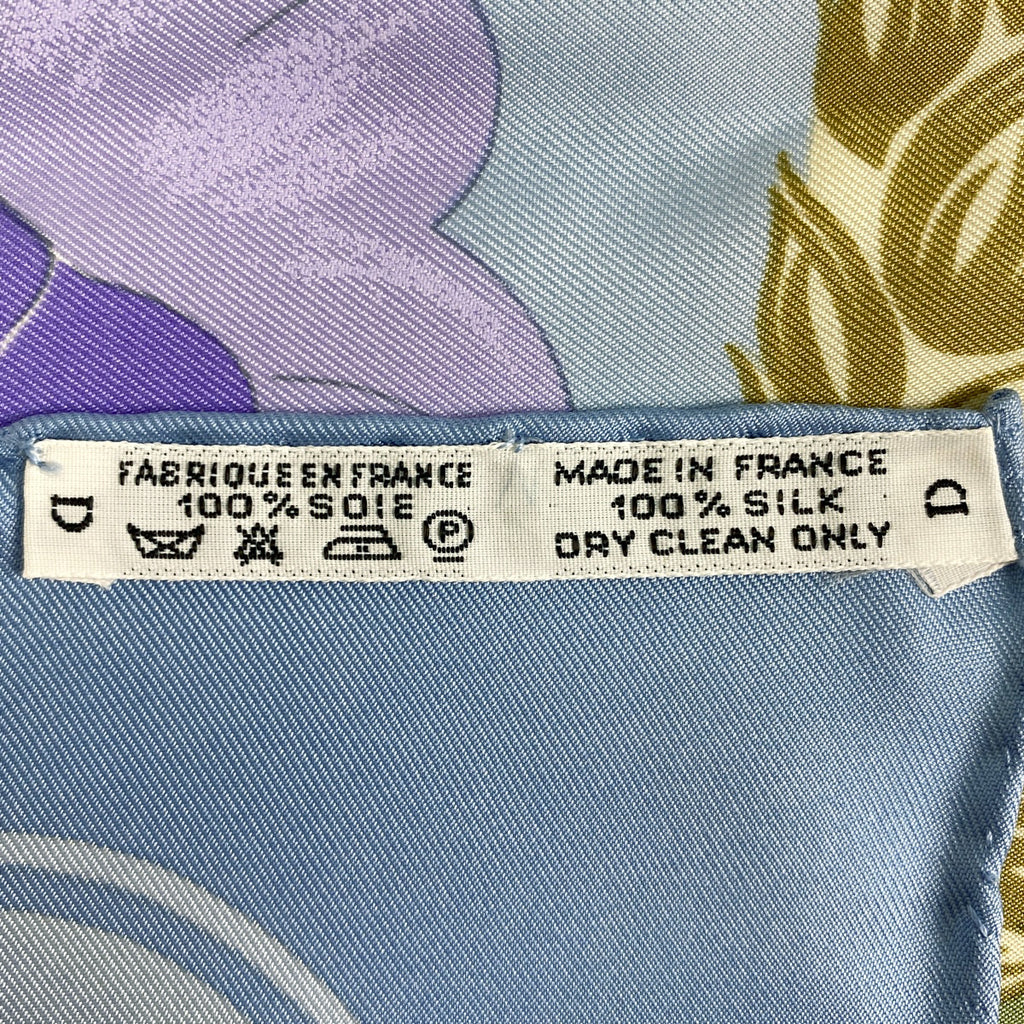 D
FABRIQUE EN FRANCE
100% SOIE
P
MADE IN FRANCE
100% SILK
DRY CLEAN ONLY
D